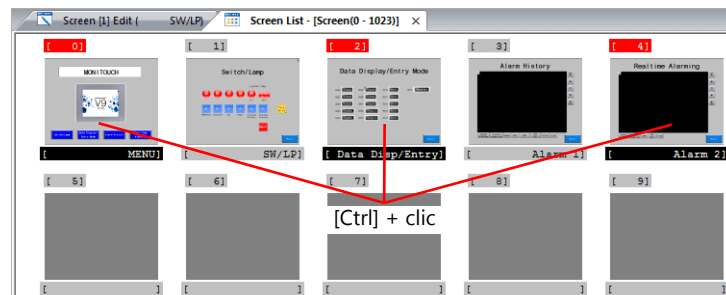 Screen [1] Edit ( SW/LP) Screen List - [Screen(0 - 1023)] ×
[ 0] [ 1] [ 2] [ 3] [ 4]
MONITOUCH Switch/Lamp Data Display/Entry Mode Alarm History Realtime Alarming
V9
[ MENU] [ SW/LP] [ Data Disp/Entry] [ Alarm 1] [ Alarm 2]
[ 5] [ 6] [ 7] [ 8] [ 9]
[Ctrl] + clic
[ ] [ ] [ ] [ ] [ ]